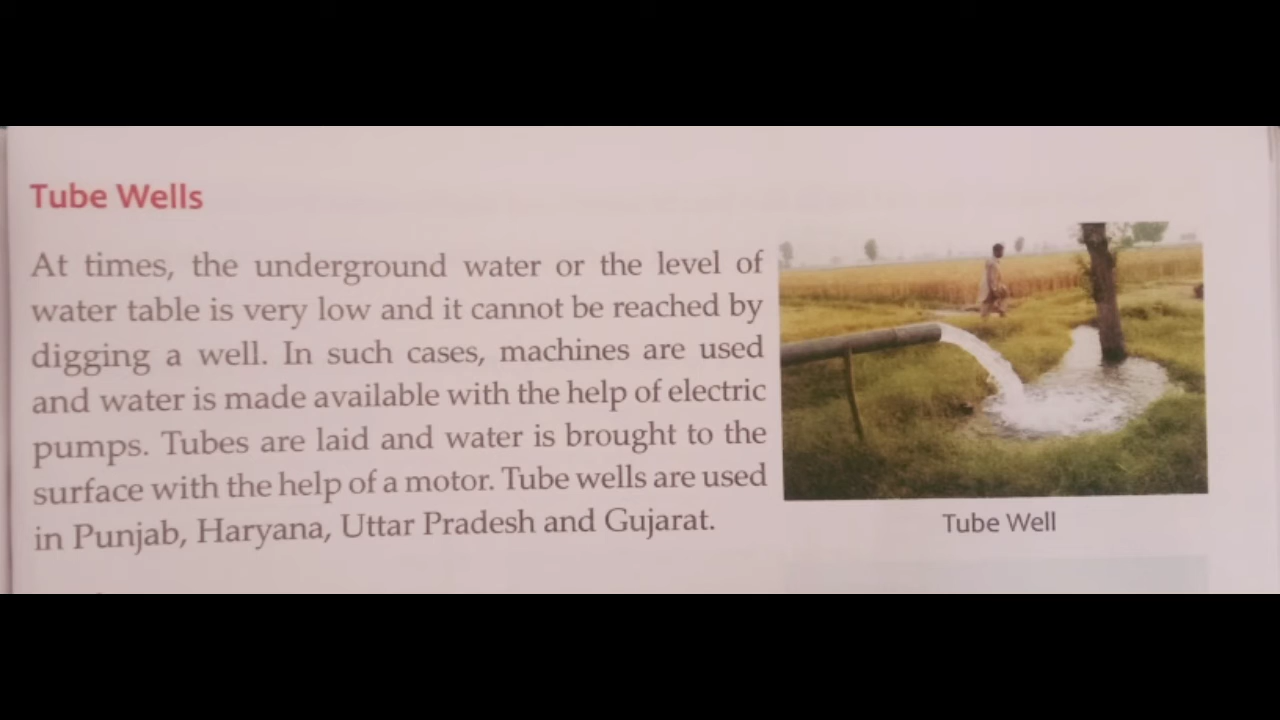 Tube Wells
At times, the underground water or the level of
water table is very low and it cannot be reached by
digging a well. In such cases, machines are used
and water is made available with the help of electric
pumps. Tubes are laid and water is brought to the
surface with the help of a motor. Tube wells are used
in Punjab, Haryana, Uttar Pradesh and Gujarat.
Tube Well